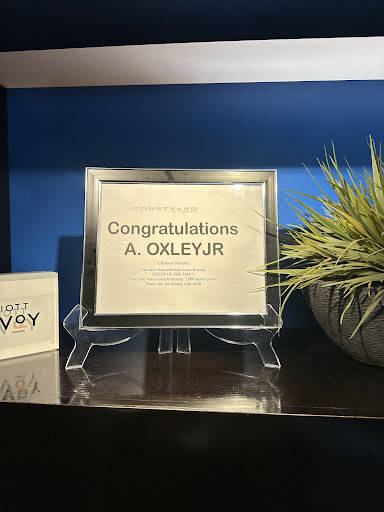 COURTYARD
Congratulations
A. OXLEYJR
A Bonvoy Member
You have been selected as our Bonvoy
GUEST OF THE DAY!!
You have won 
complimentary 2,000 bonus points
Thank you for staying with us!
IOTT
VOY